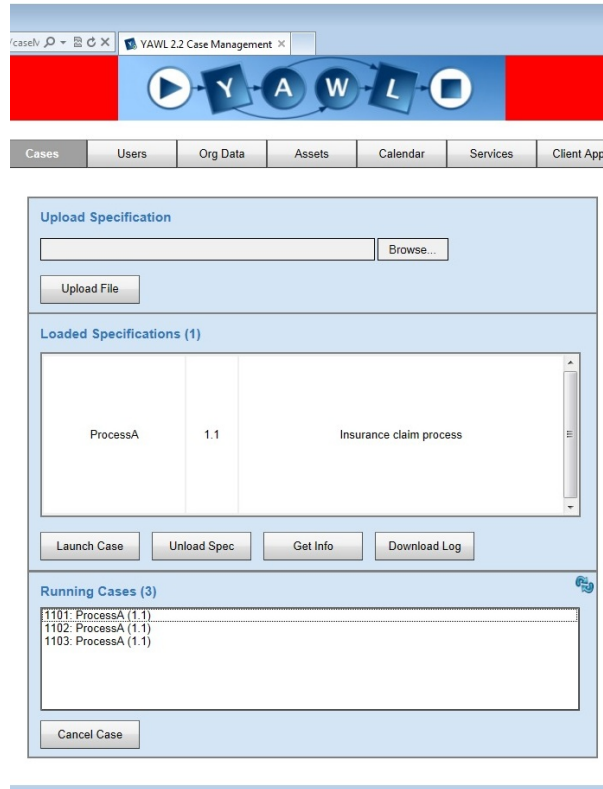 /caseM
YAWL 2.2 Case Management
YAWL
Cases Users Org Data Assets Calendar Services Client App
Upload Specification
Browse...
Upload File
Loaded Specifications (1)
ProcessA 1.1 Insurance claim process
Launch Case Unload Spec Get Info Download Log
Running Cases (3)
1101: ProcessA (1.1)
1102: ProcessA (1.1)
1103: ProcessA (1.1)
Cancel Case